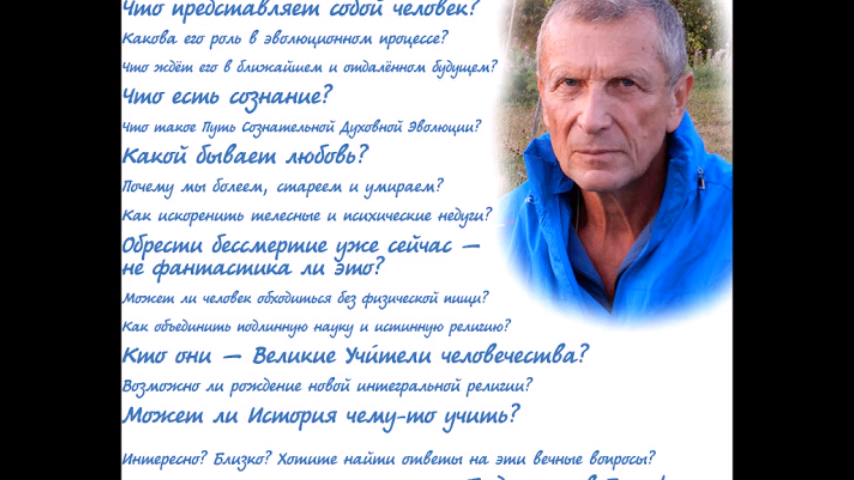 Что представляет собой человек?
Какова его роль в эволюционном процессе?
Что ждёт его в ближайшем и отдалённом будущем?
Что есть сознание?
Что такое Путь Сознательной Духовной Эволюции?
Какой бывает любовь?
Почему мы болеем, стареем и умираем?
Как искоренить телесные и психические недуги?
Обрести бессмертие уже сейчас —
не фантастика ли это?
Может ли человек обходиться без физической пищи?
Как объединить подлинную науку и истинную религию?
Кто они — Великие Учи́тели человечества?
Возможно ли рождение новой интегральной религии?
Может ли История чему-то учить?
Интересно? Близко? Хотите найти ответы на эти вечные вопросы?